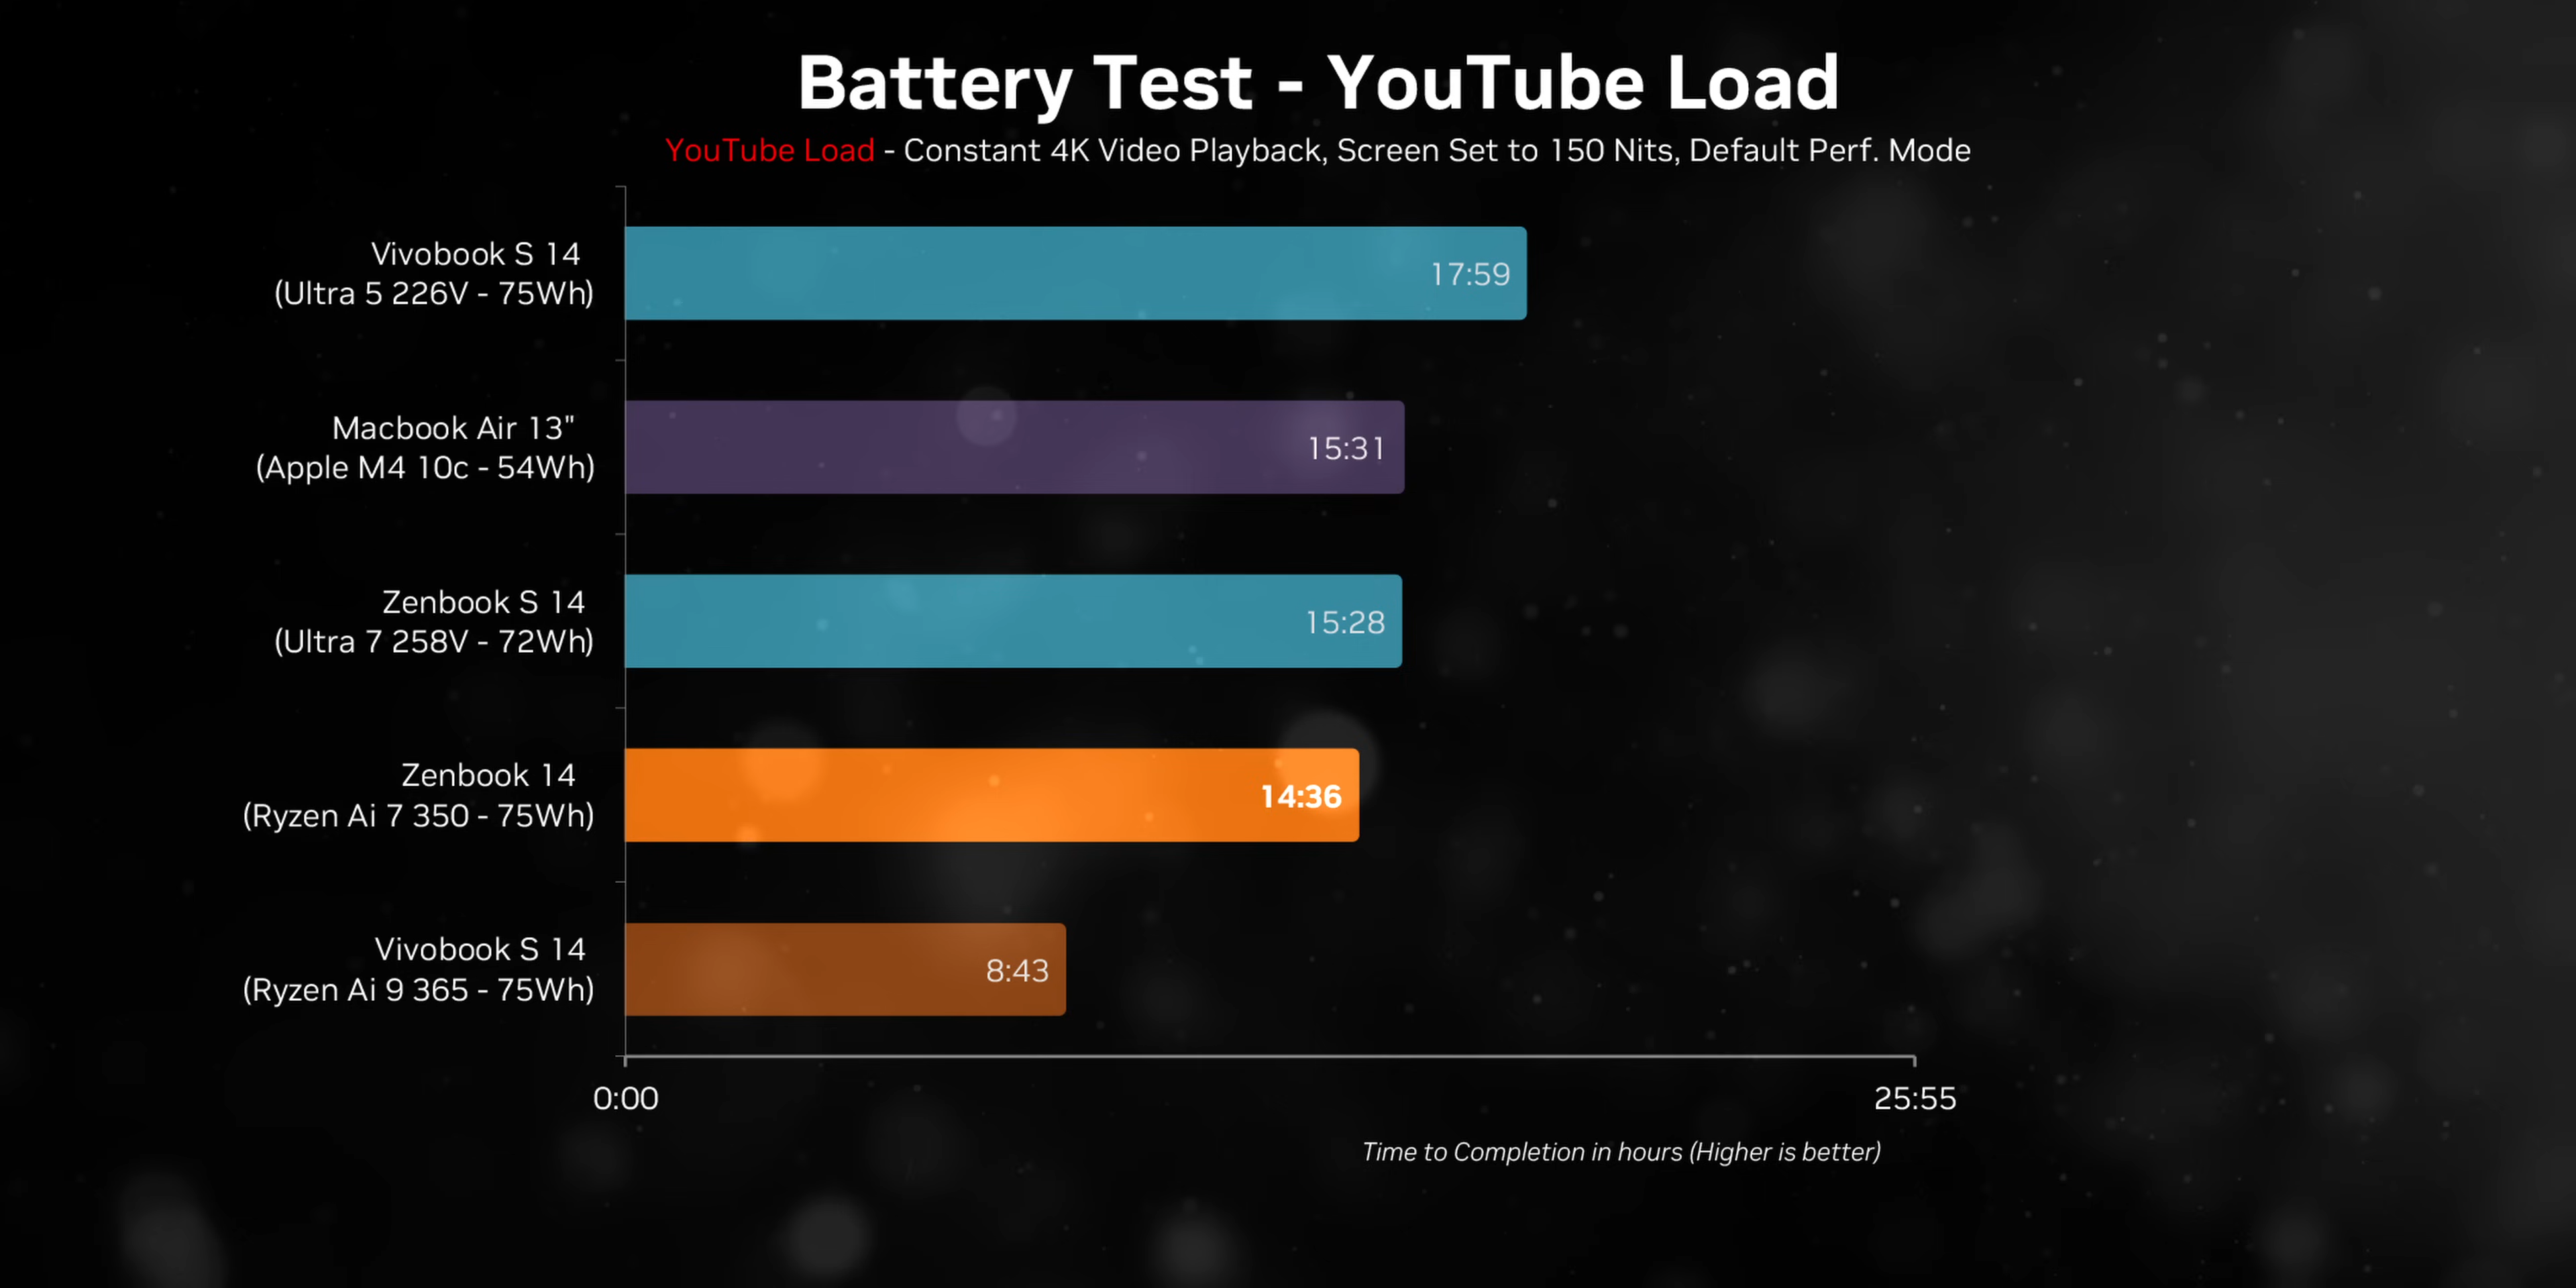 Battery Test - YouTube Load
YouTube Load - Constant 4K Video Playback, Screen Set to 150 Nits, Default Perf. Mode
Vivobook S 14
(Ultra 5 226V - 75Wh)
17:59
Macbook Air 13"
(Apple M4 10c - 54Wh)
15:31
Zenbook S 14
(Ultra 7 258V - 72Wh)
15:28
Zenbook 14
(Ryzen Ai 7 350 - 75Wh)
14:36
Vivobook S 14
(Ryzen Ai 9 365 - 75Wh)
8:43
0:00
25:55
Time to Completion in hours (Higher is better)